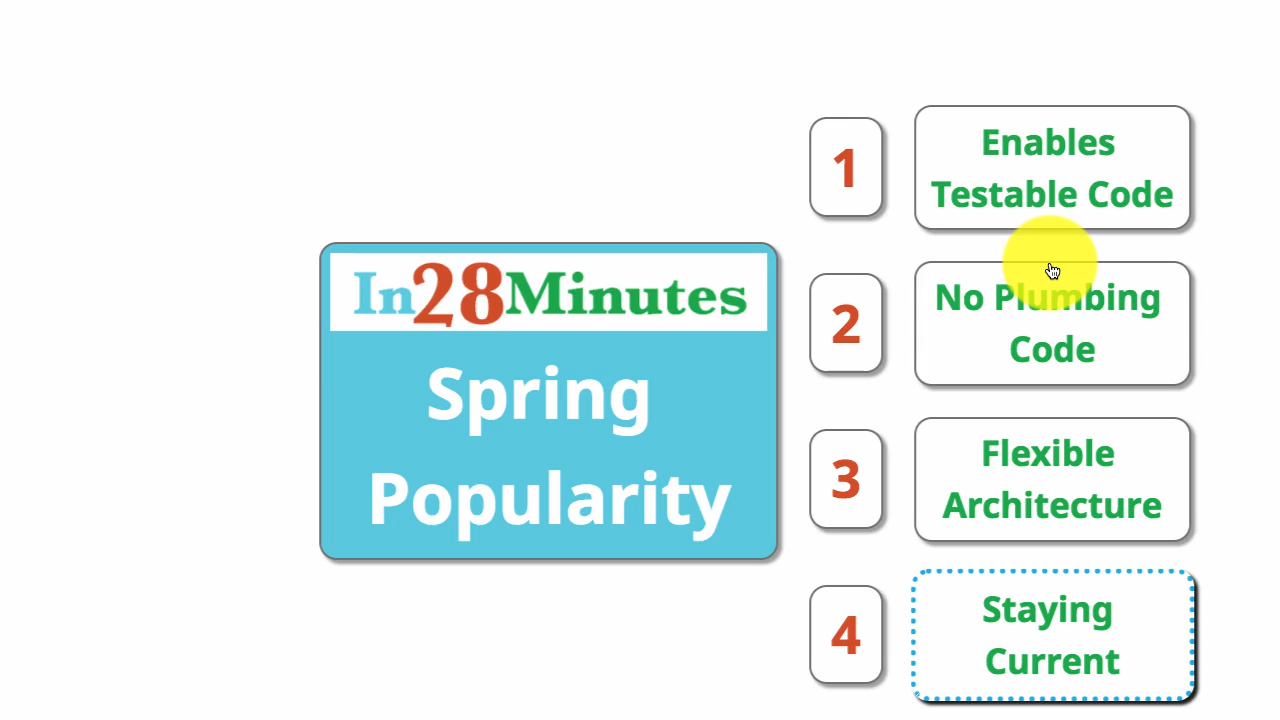 In28Minutes
Spring
Popularity
1
Enables
Testable Code
2
No Plumbing
Code
3
Flexible
Architecture
4
Staying
Current